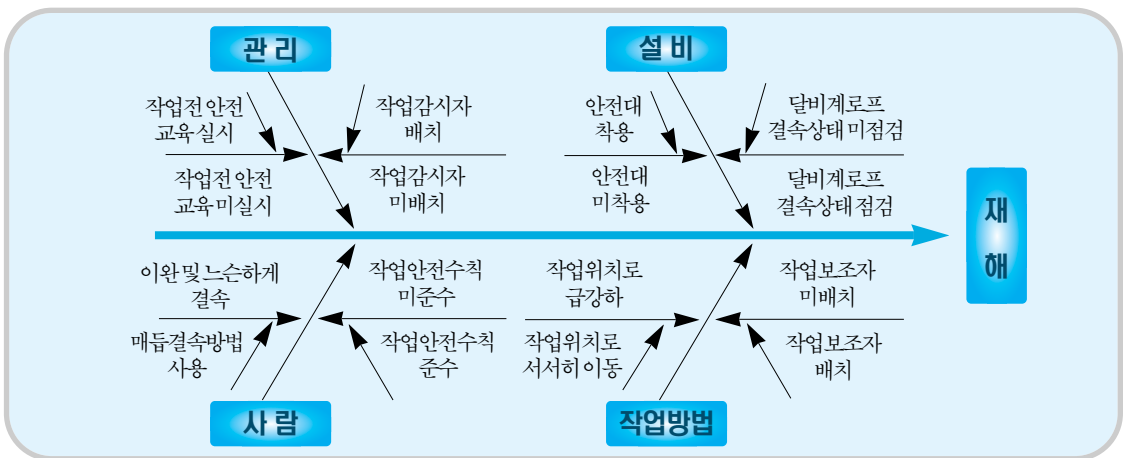 관 리
설 비
작업전 안전
교육 실시
작업감시자
배치
안전대
착용
달비계로프
결속상태 미점검
작업전 안전
교육 미실시
작업감시자
미배치
안전대
미착용
달비계로프
결속상태 점검
재
해
이완 및 느슨하게
결속
작업안전수칙
미준수
작업위치로
급강하
작업보조자
미배치
매듭결속방법
사용
작업안전수칙
준수
작업위치로
서서히 이동
작업보조자
배치
사 람
작업방법